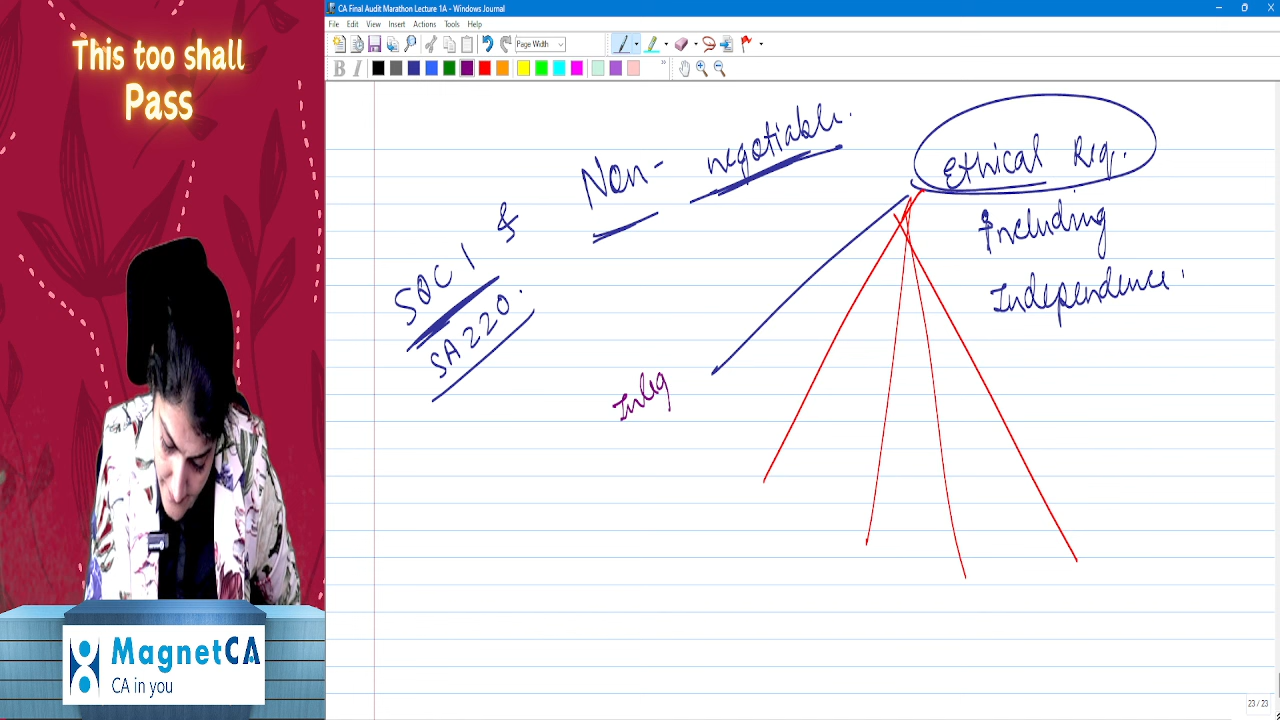 This too shall
Pass
MagnetCA
CA in you
CA Final Audit Marathon Lecture 1A - Windows Journal
File Edit View Insert Actions Tools Help
Page Width
B I
Non- negotiable.
Ethical Req.
Including
Independence.
SQC 1 &
SA 220.
Integ
23 / 23